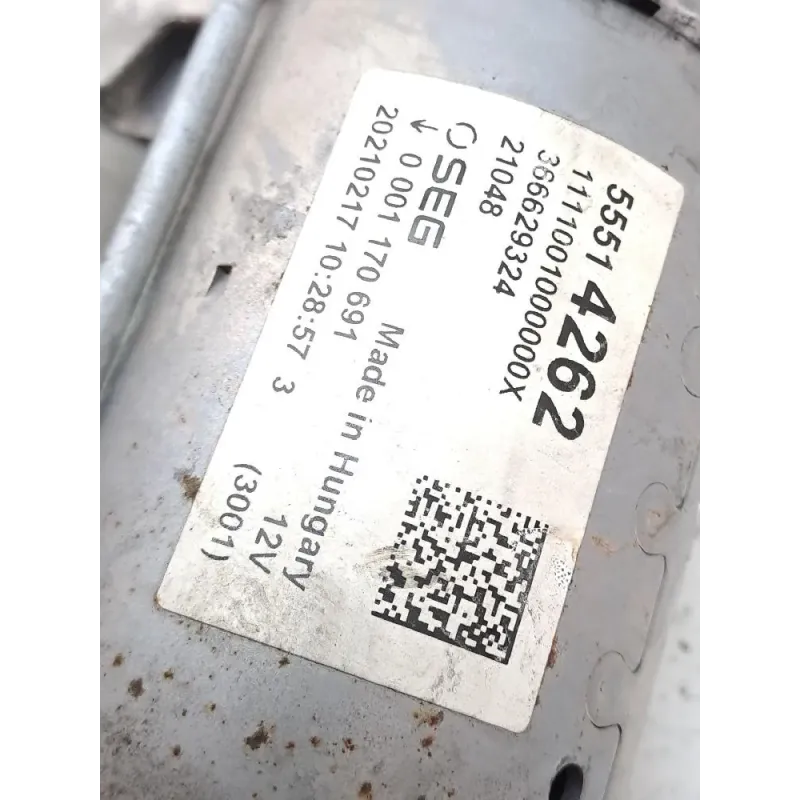 5551 4262
11110010000000X
366629324
21048
SEG
0 001 170 691
20210217 10:28:57 3
Made in Hungary
12V
(3001)